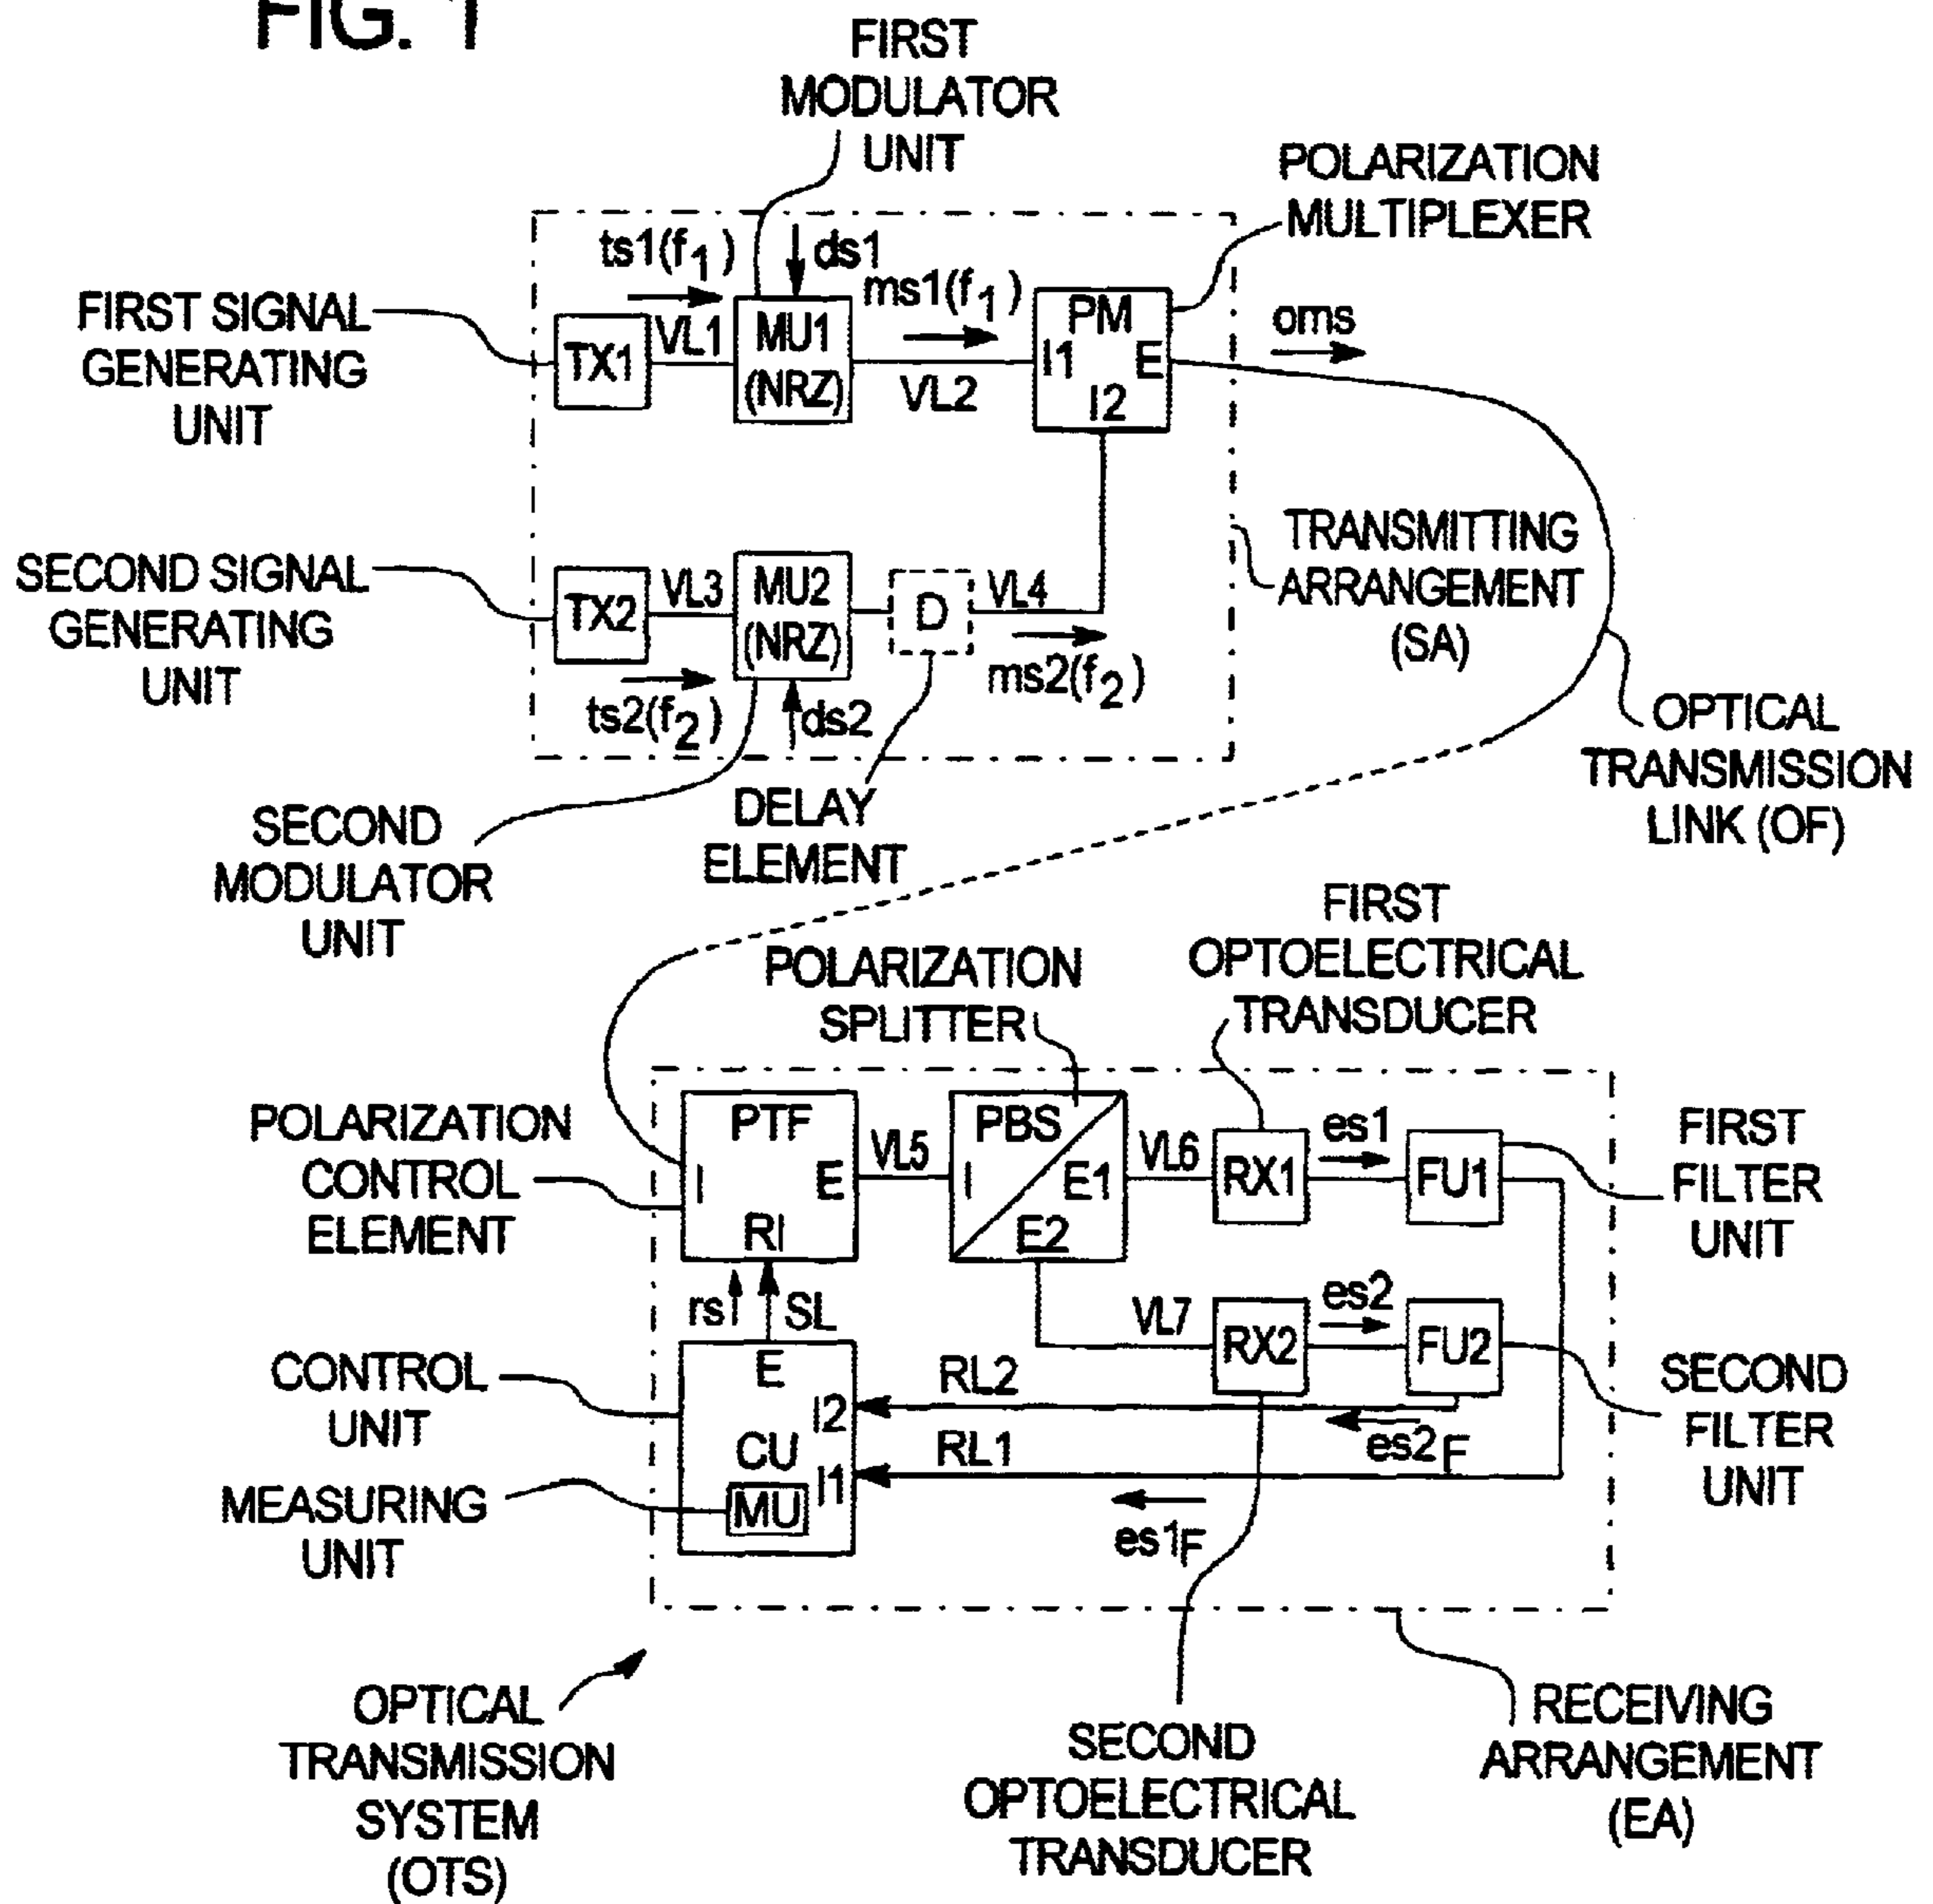 FIG. 1
FIRST
MODULATOR
UNIT
POLARIZATION
MULTIPLEXER
ts1(f1)
ds1
ms1(f1)
FIRST SIGNAL
GENERATING
UNIT
TX1
VL1
MU1
(NRZ)
VL2
PM
I1
E
I2
oms
TRANSMITTING
ARRANGEMENT
(SA)
SECOND SIGNAL
GENERATING
UNIT
TX2
VL3
MU2
(NRZ)
D
VL4
ts2(f2)
ds2
ms2(f2)
OPTICAL
TRANSMISSION
LINK (OF)
SECOND
MODULATOR
UNIT
DELAY
ELEMENT
FIRST
OPTOELECTRICAL
TRANSDUCER
POLARIZATION
SPLITTER
POLARIZATION
CONTROL
ELEMENT
PTF
I
E
RI
VL5
PBS
I
E1
E2
VL6
RX1
es1
FU1
FIRST
FILTER
UNIT
rs
SL
VL7
RX2
es2
FU2
SECOND
FILTER
UNIT
CONTROL
UNIT
E
I2
CU
I1
MU
RL2
es2F
RL1
es1F
MEASURING
UNIT
OPTICAL
TRANSMISSION
SYSTEM
(OTS)
SECOND
OPTOELECTRICAL
TRANSDUCER
RECEIVING
ARRANGEMENT
(EA)